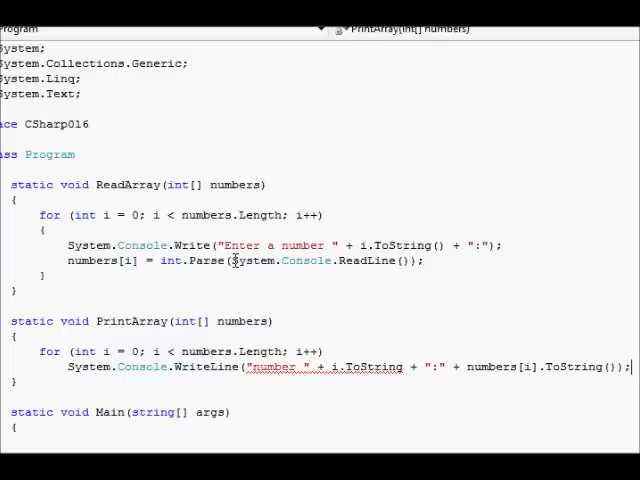 Program PrintArray(int[] numbers)
System;
System.Collections.Generic;
System.Linq;
System.Text;
ace CSharp016
ass Program
static void ReadArray(int[] numbers)
{
for (int i = 0; i < numbers.Length; i++)
{
System.Console.Write("Enter a number " + i.ToString() + ":");
numbers[i] = int.Parse(System.Console.ReadLine());
}
}
static void PrintArray(int[] numbers)
{
for (int i = 0; i < numbers.Length; i++)
System.Console.WriteLine("number " + i.ToString + ":" + numbers[i].ToString());
}
static void Main(string[] args)
{